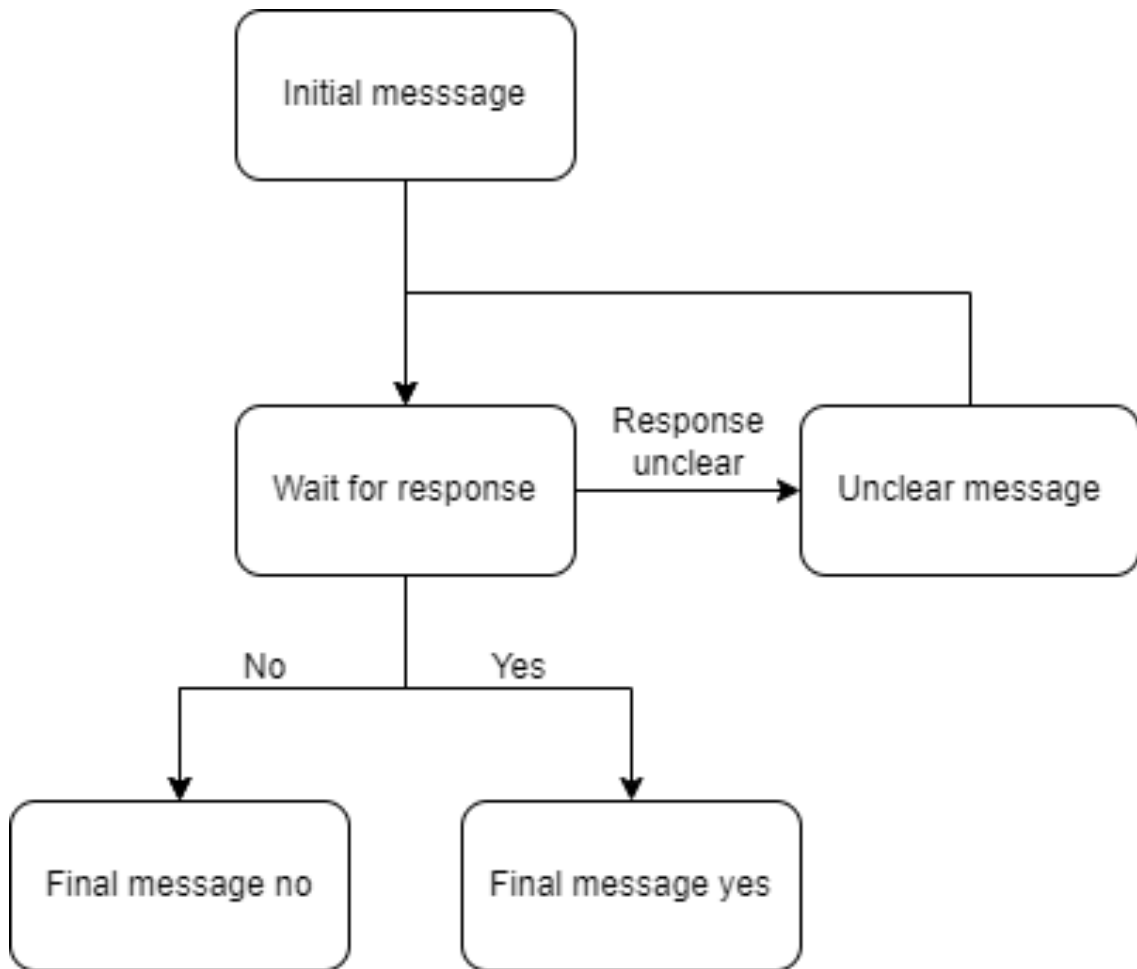 Initial messsage
Response
unclear
Wait for response
Unclear message
No
Yes
Final message no
Final message yes